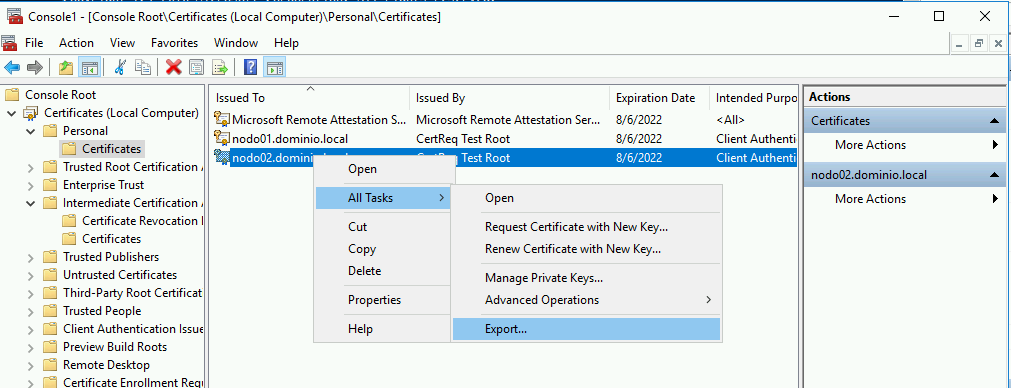 Console1 - [Console Root\Certificates (Local Computer)\Personal\Certificates]
File Action View Favorites Window Help
Console Root
Certificates (Local Computer)
Personal
Certificates
Trusted Root Certification
Enterprise Trust
Intermediate Certification
Certificate Revocation
Certificates
Trusted Publishers
Untrusted Certificates
Third-Party Root Certificat
Trusted People
Client Authentication Issue
Preview Build Roots
Remote Desktop
Certificate Enrollment Requ
Issued To Issued By Expiration Date Intended Purpo
Microsoft Remote Attestation S... Microsoft Remote Attestation Ser... 8/6/2022 <All>
nodo01.dominio.local CertReq Test Root 8/6/2022 Client Authenti
nodo02.dominio.local CertReq Test Root 8/6/2022 Client Authenti
Open
All Tasks
Cut
Copy
Delete
Properties
Help
Open
Request Certificate with New Key...
Renew Certificate with New Key...
Manage Private Keys...
Advanced Operations
Export...
Actions
Certificates
More Actions
nodo02.dominio.local
More Actions